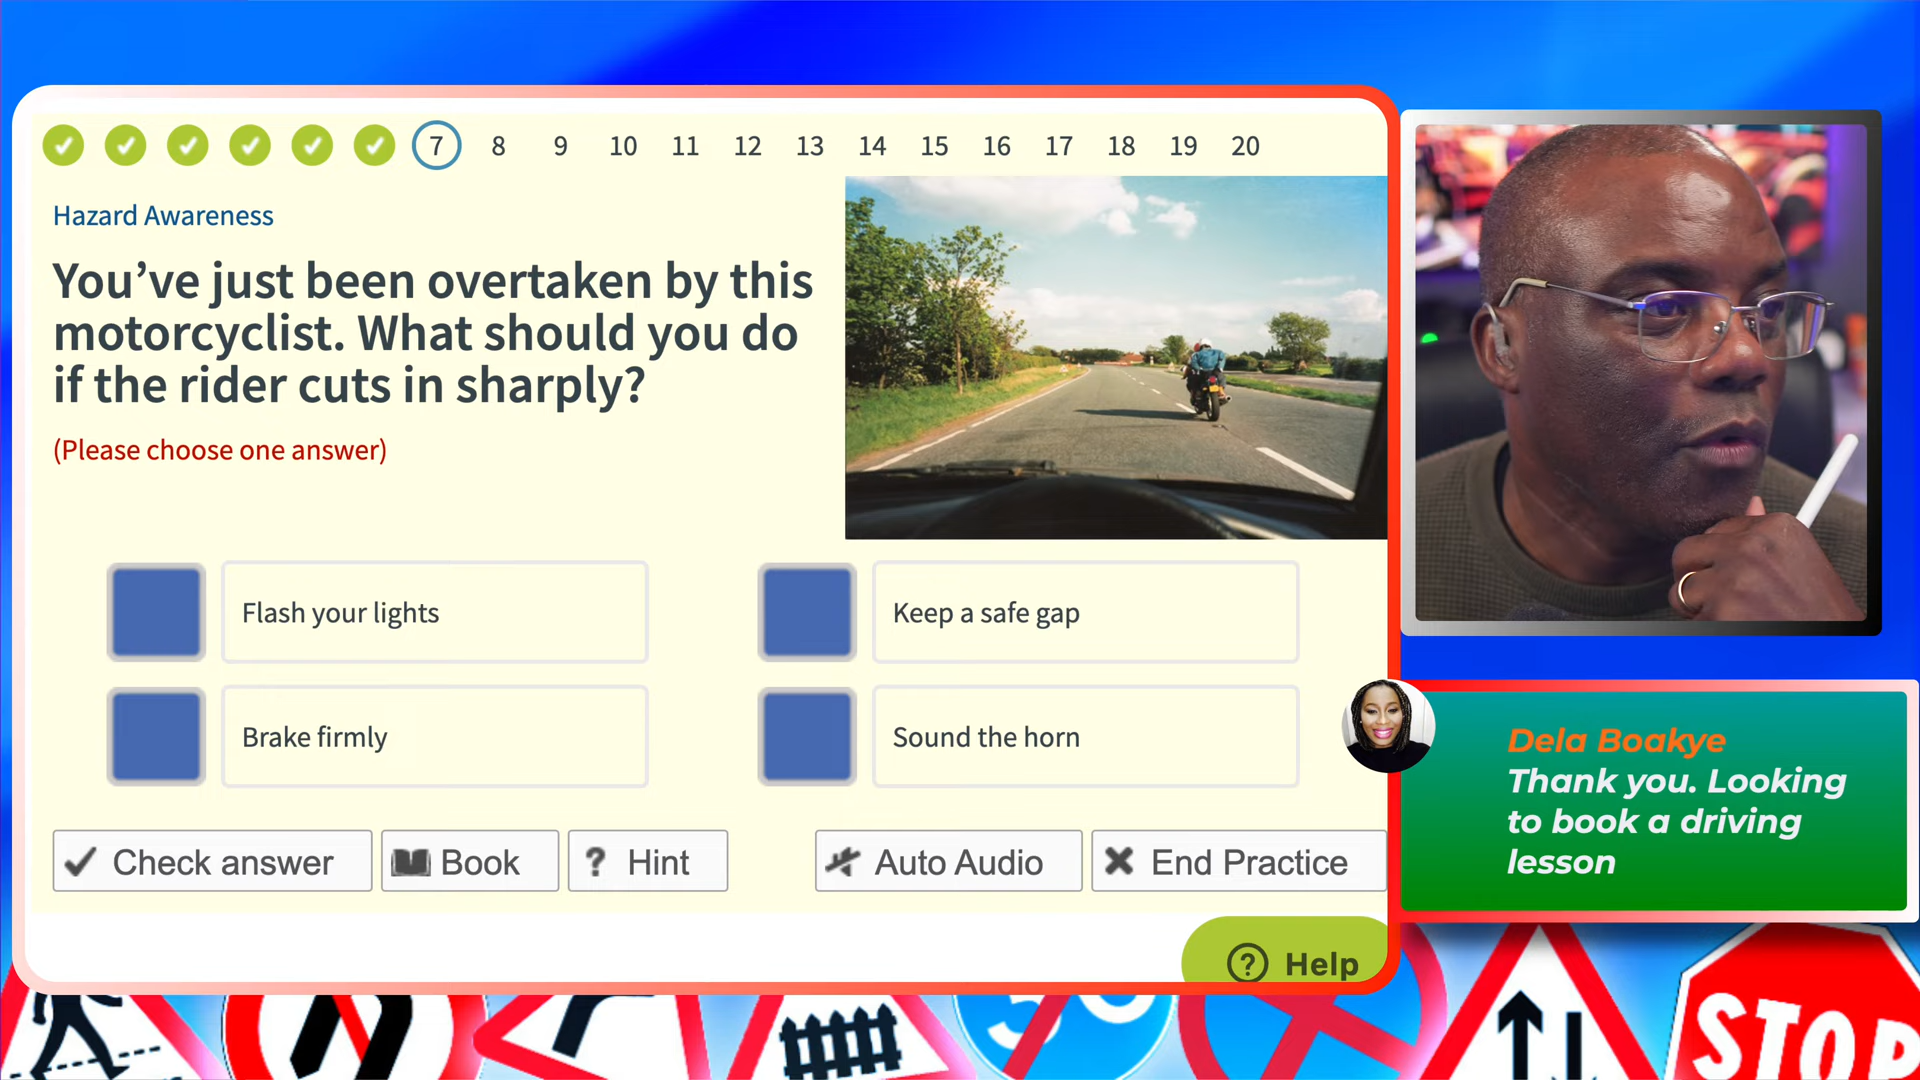 7 8 9 10 11 12 13 14 15 16 17 18 19 20
Hazard Awareness
You’ve just been overtaken by this
motorcyclist. What should you do
if the rider cuts in sharply?
(Please choose one answer)
Flash your lights
Keep a safe gap
Brake firmly
Sound the horn
Check answer
Book
? Hint
Auto Audio
End Practice
? Help
Dela Boakye
Thank you. Looking
to book a driving
lesson
STOP